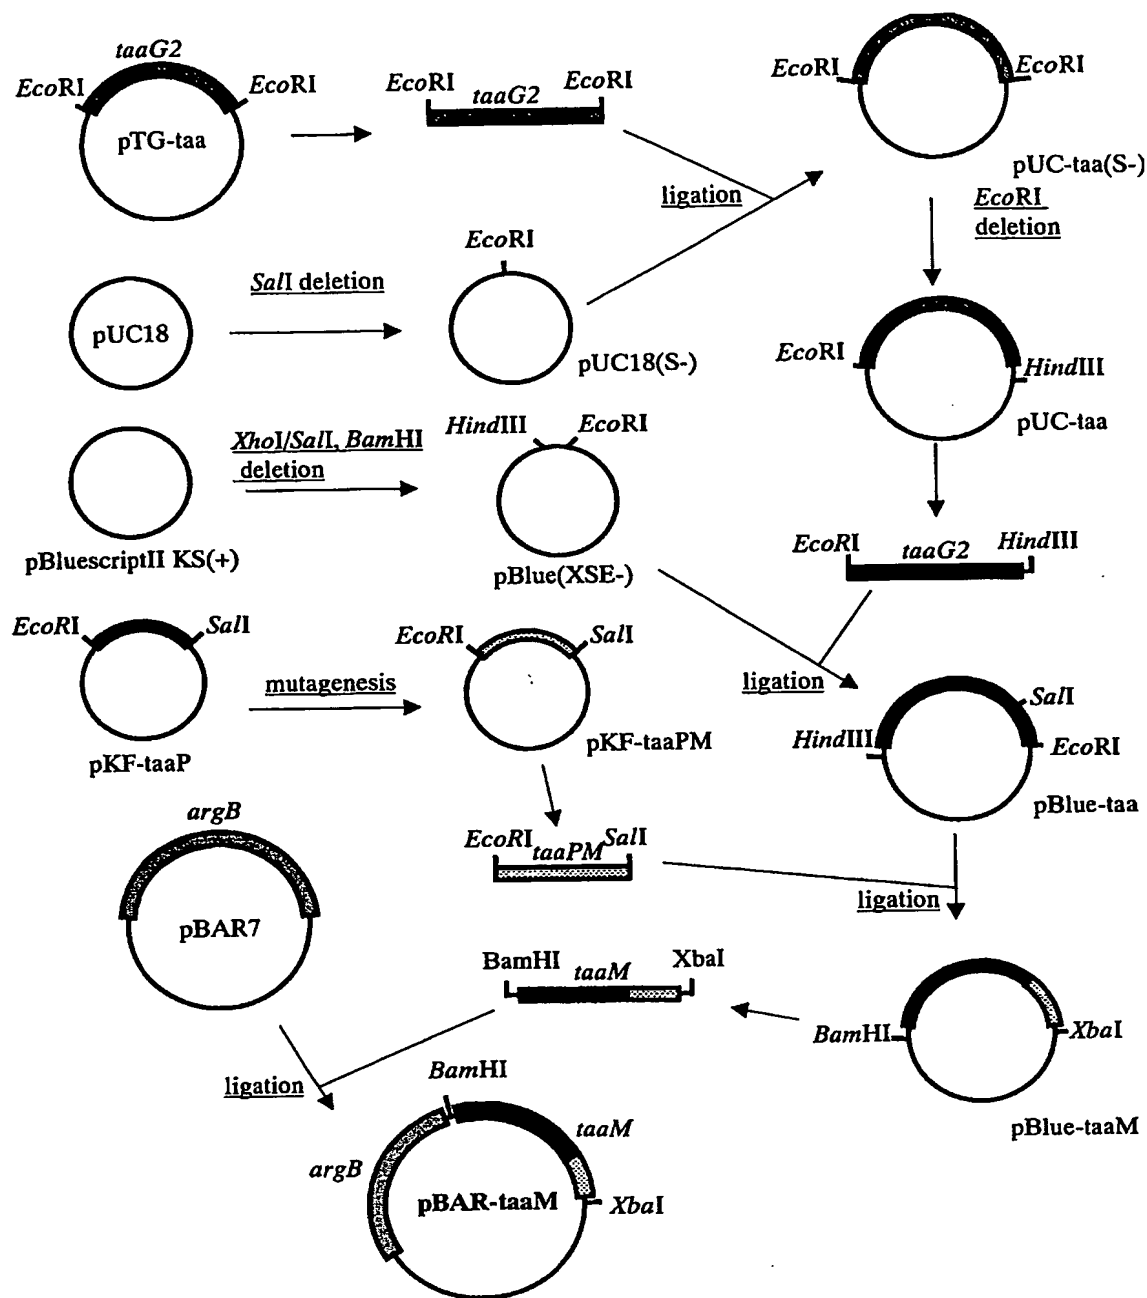 taaG2
EcoRI
EcoRI
pTG-taa
EcoRI
EcoRI
taaG2
EcoRI
EcoRI
pUC-taa(S-)
ligation
EcoRI
deletion
SalI deletion
EcoRI
pUC18
pUC18(S-)
EcoRI
HindIII
pUC-taa
XhoI/SalI, BamHI
deletion
HindIII
EcoRI
pBluescriptII KS(+)
pBlue(XSE-)
EcoRI
taaG2
HindIII
EcoRI
SalI
mutagenesis
EcoRI
SalI
ligation
pKF-taaP
pKF-taaPM
SalI
HindIII
EcoRI
pBlue-taa
argB
pBAR7
EcoRI
taaPM
SalI
ligation
BamHI
taaM
XbaI
BamHI
XbaI
pBlue-taaM
ligation
BamHI
taaM
argB
pBAR-taaM
XbaI